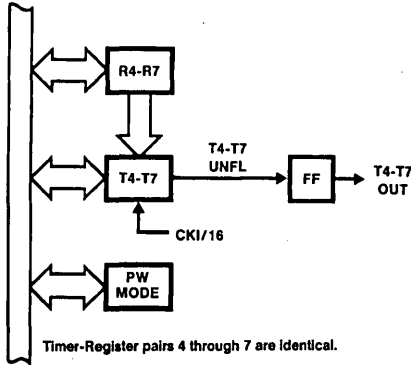 R4-R7
T4-T7
UNFL
T4-T7
FF
T4-T7
OUT
CKI/16
PW
MODE
Timer-Register pairs 4 through 7 are identical.